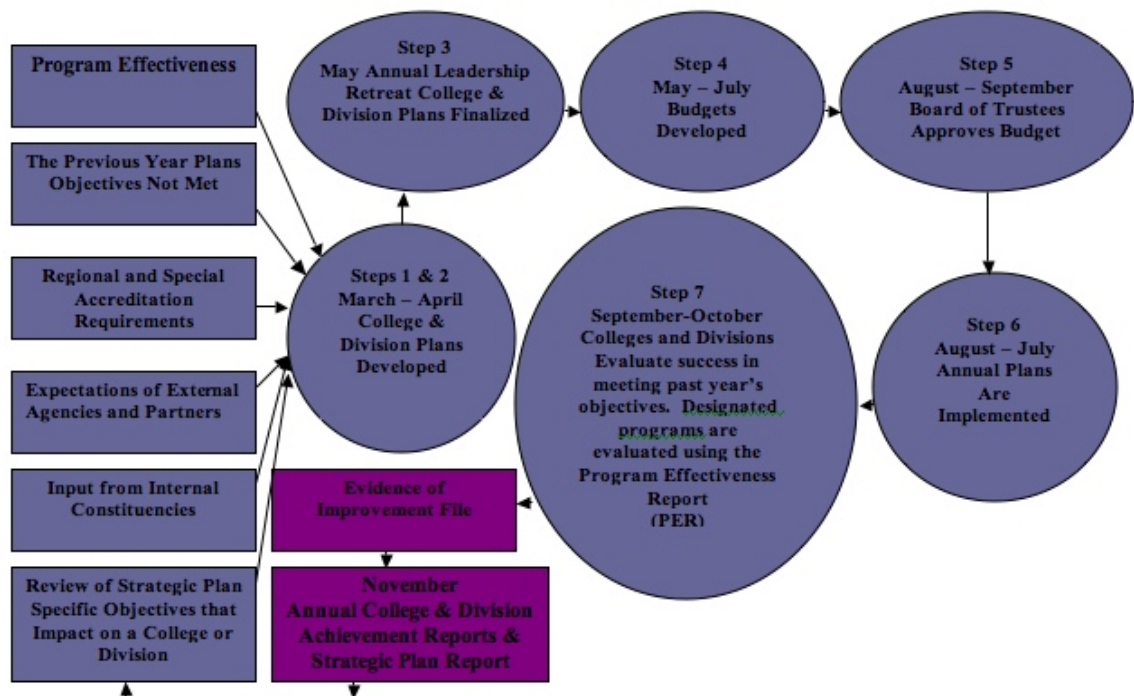 Program Effectiveness
The Previous Year Plans
Objectives Not Met
Regional and Special
Accreditation
Requirements
Expectations of External
Agencies and Partners
Input from Internal
Constituencies
Review of Strategic Plan
Specific Objectives that
Impact on a College or
Division
Steps 1 & 2
March – April
College &
Division Plans
Developed
Step 3
May Annual Leadership
Retreat College &
Division Plans Finalized
Step 4
May – July
Budgets
Developed
Step 5
August – September
Board of Trustees
Approves Budget
Step 6
August – July
Annual Plans
Are
Implemented
Step 7
September-October
Colleges and Divisions
Evaluate success in
meeting past year's
objectives. Designated
programs are
evaluated using the
Program Effectiveness
Report
(PER)
Evidence of
Improvement File
November
Annual College & Division
Achievement Reports &
Strategic Plan Report